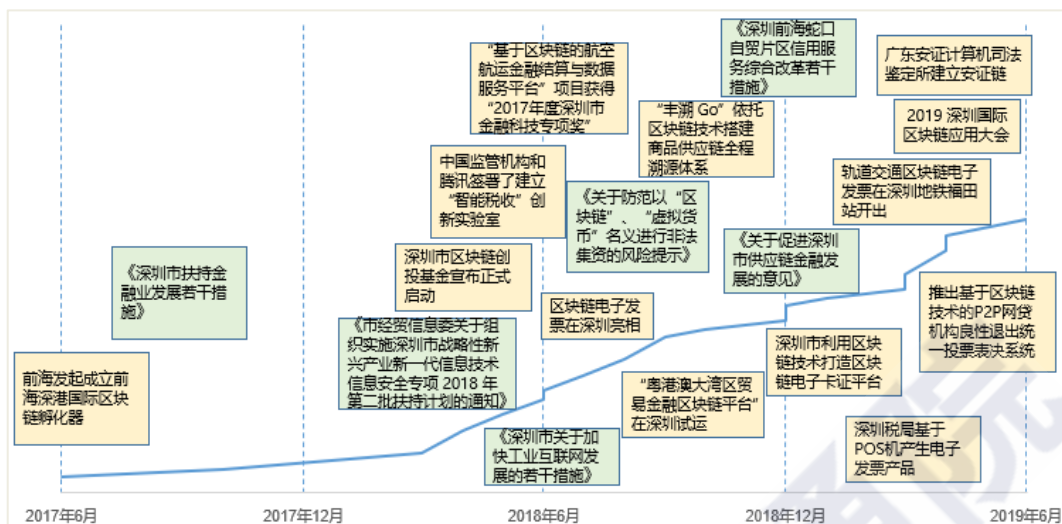 《深圳前海蛇口
自贸片区信用服
务综合改革若干
措施》
广东安证计算机司法
鉴定所建立安证链
“基于区块链的航空
航运金融结算与数据
服务平台”项目获得
“2017年度深圳市
金融科技专项奖”
“丰溯 Go”依托
区块链技术搭建
商品供应链全程
溯源体系
2019 深圳国际
区块链应用大会
中国监管机构和
腾讯签署了建立
“智能税收”创
新实验室
轨道交通区块链电子
发票在深圳地铁福田
站开出
《关于防范以“区
块链”、“虚拟货
币”名义进行非法
集资的风险提示》
《关于促进深圳
市供应链金融发
展的意见》
深圳市区块链创
投基金宣布正式
启动
《深圳市扶持金
融业发展若干措
施》
区块链电子发
票在深圳亮相
推出基于区块链
技术的P2P网贷
机构良性退出统
一投票表决系统
《市经贸信息委关于组
织实施深圳市战略性新
兴产业新一代信息技术
信息安全专项 2018 年
第二批扶持计划的通知》
深圳市利用区块
链技术打造区块
链电子卡证平台
前海发起成立前
海深港国际区块
链孵化器
“粤港澳大湾区贸
易金融区块链平台”
在深圳试运
深圳税局基于
POS机产生电子
发票产品
《深圳市关于加
快工业互联网发
展的若干措施》
2017年6月
2017年12月
2018年6月
2018年12月
2019年6月